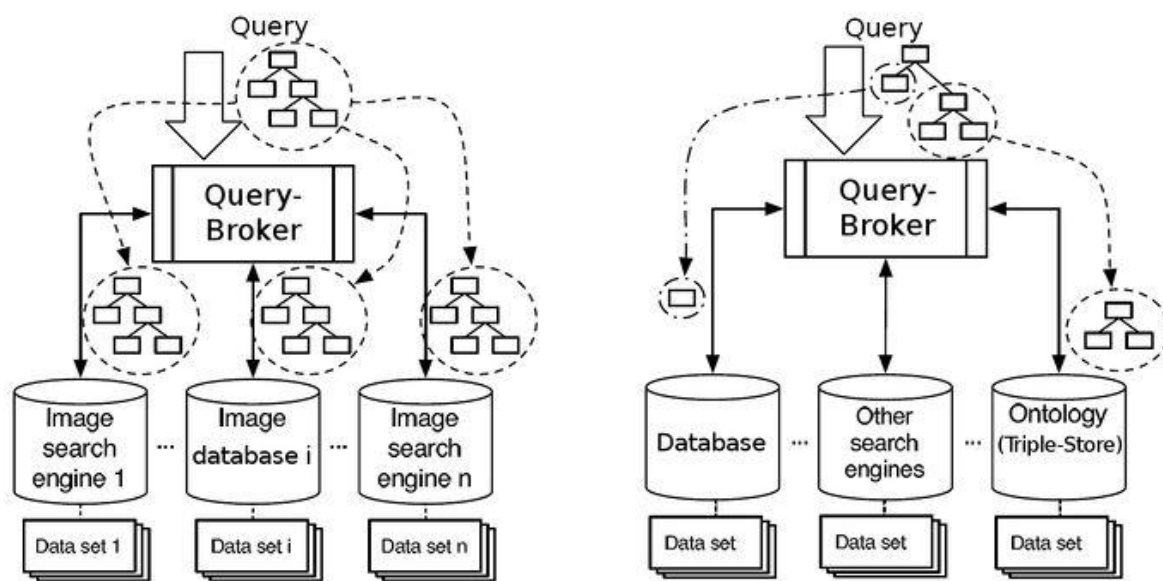 Query
Query-
Broker
Image
search
engine 1
...
Image
database i
...
Image
search
engine n
Data set 1
Data set i
Data set n
Query
Query-
Broker
Database
...
Other
search
engines
...
Ontology
(Triple-Store)
Data set
Data set
Data set